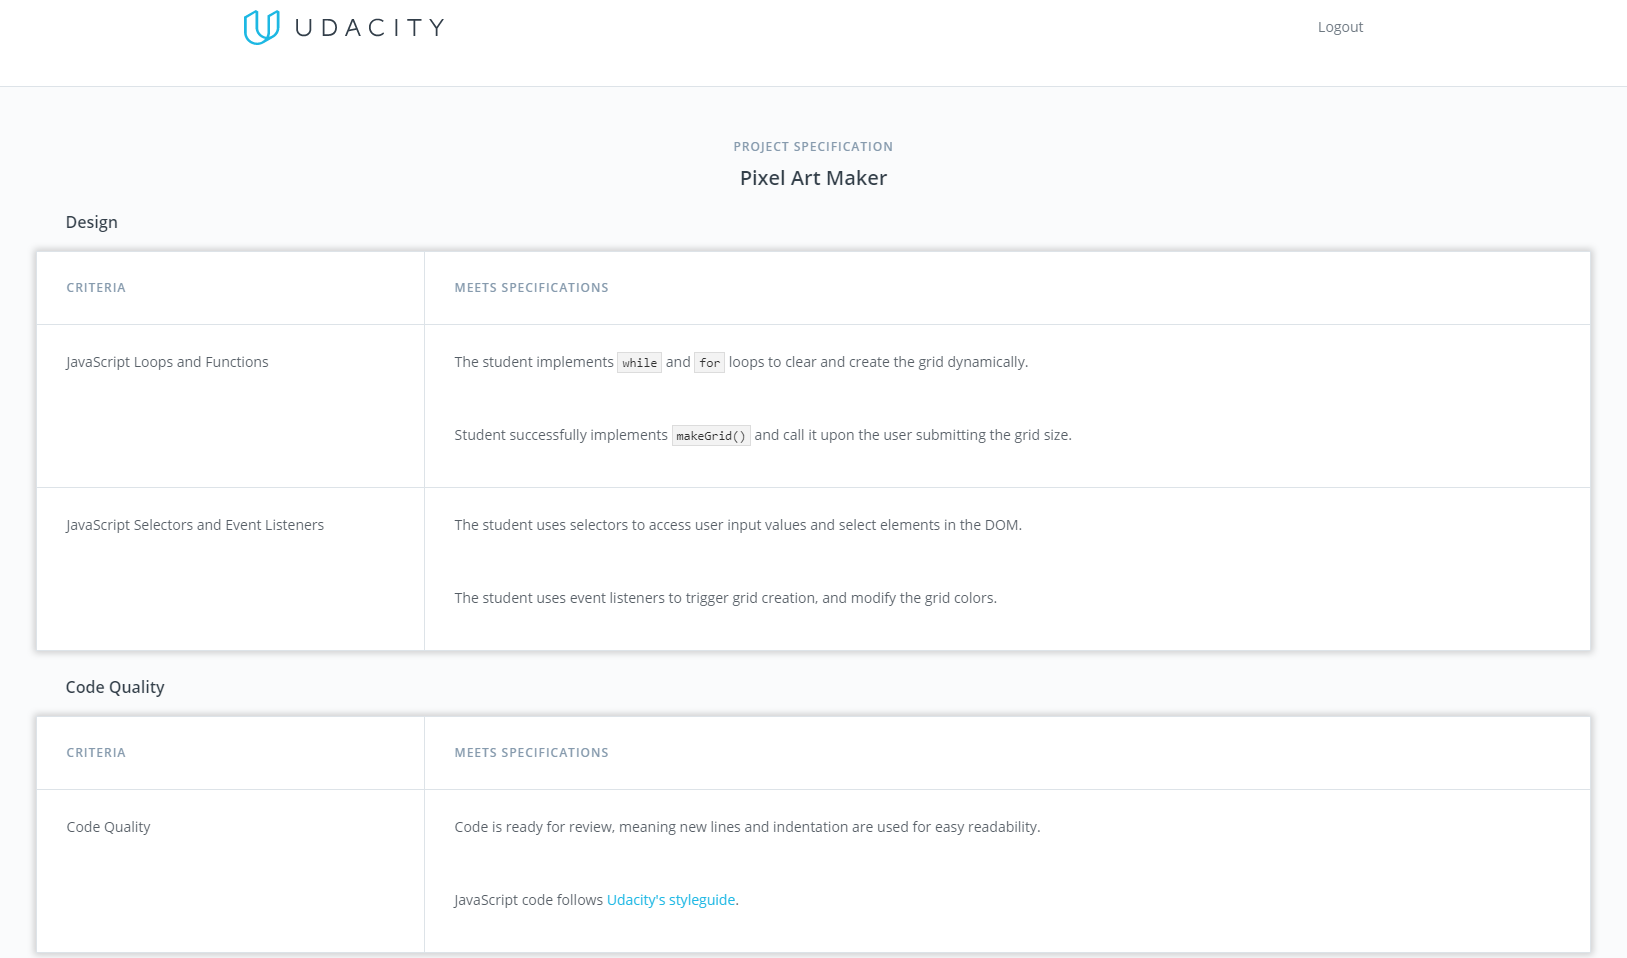 UDACITY
Logout
PROJECT SPECIFICATION
Pixel Art Maker
Design
CRITERIA
MEETS SPECIFICATIONS
JavaScript Loops and Functions
The student implements while and for loops to clear and create the grid dynamically.
Student successfully implements makeGrid() and call it upon the user submitting the grid size.
JavaScript Selectors and Event Listeners
The student uses selectors to access user input values and select elements in the DOM.
The student uses event listeners to trigger grid creation, and modify the grid colors.
Code Quality
CRITERIA
MEETS SPECIFICATIONS
Code Quality
Code is ready for review, meaning new lines and indentation are used for easy readability.
JavaScript code follows Udacity's styleguide.